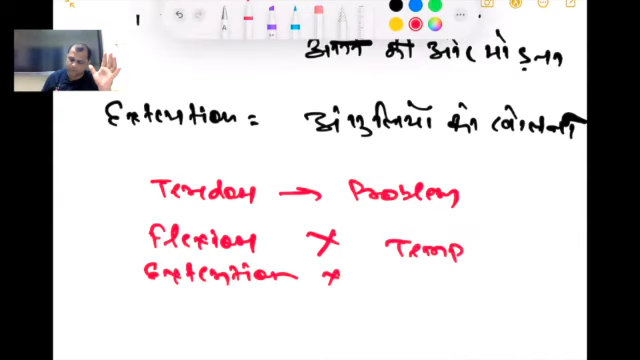 की ओर मोड़ना
Extention = अंगुलियों को खोलना
Tendon → Problem
Flexion × Temp
Extention ×